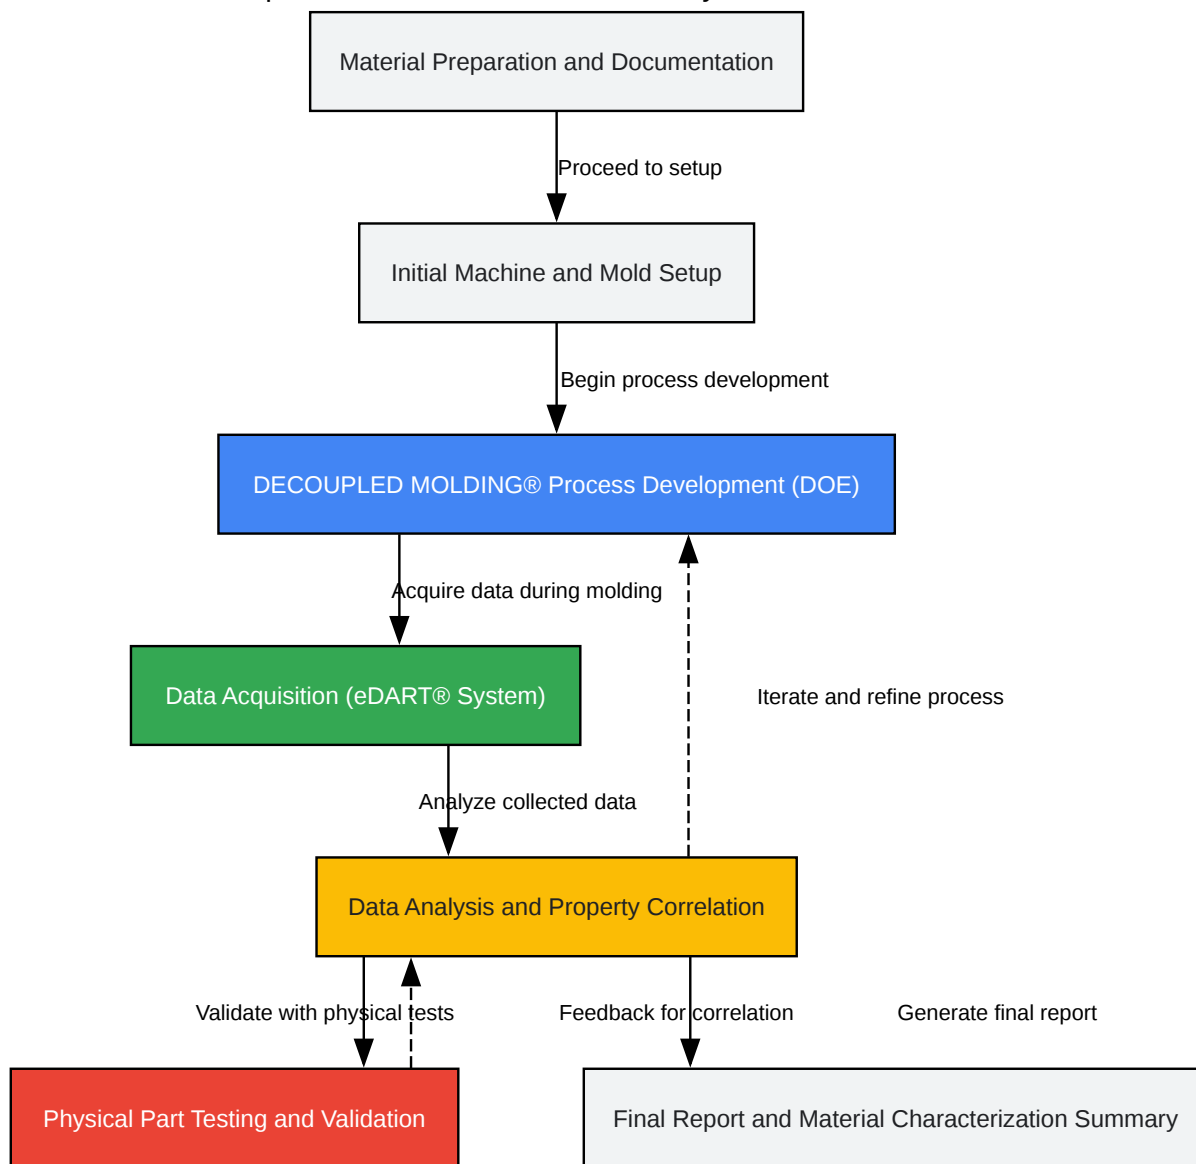 Material Preparation and Documentation
Proceed to setup
Initial Machine and Mold Setup
Begin process development
DECOUPLED MOLDING® Process Development (DOE)
Acquire data during molding
Data Acquisition (eDART® System)
Iterate and refine process
Analyze collected data
Data Analysis and Property Correlation
Validate with physical tests
Feedback for correlation
Generate final report
Physical Part Testing and Validation
Final Report and Material Characterization Summary